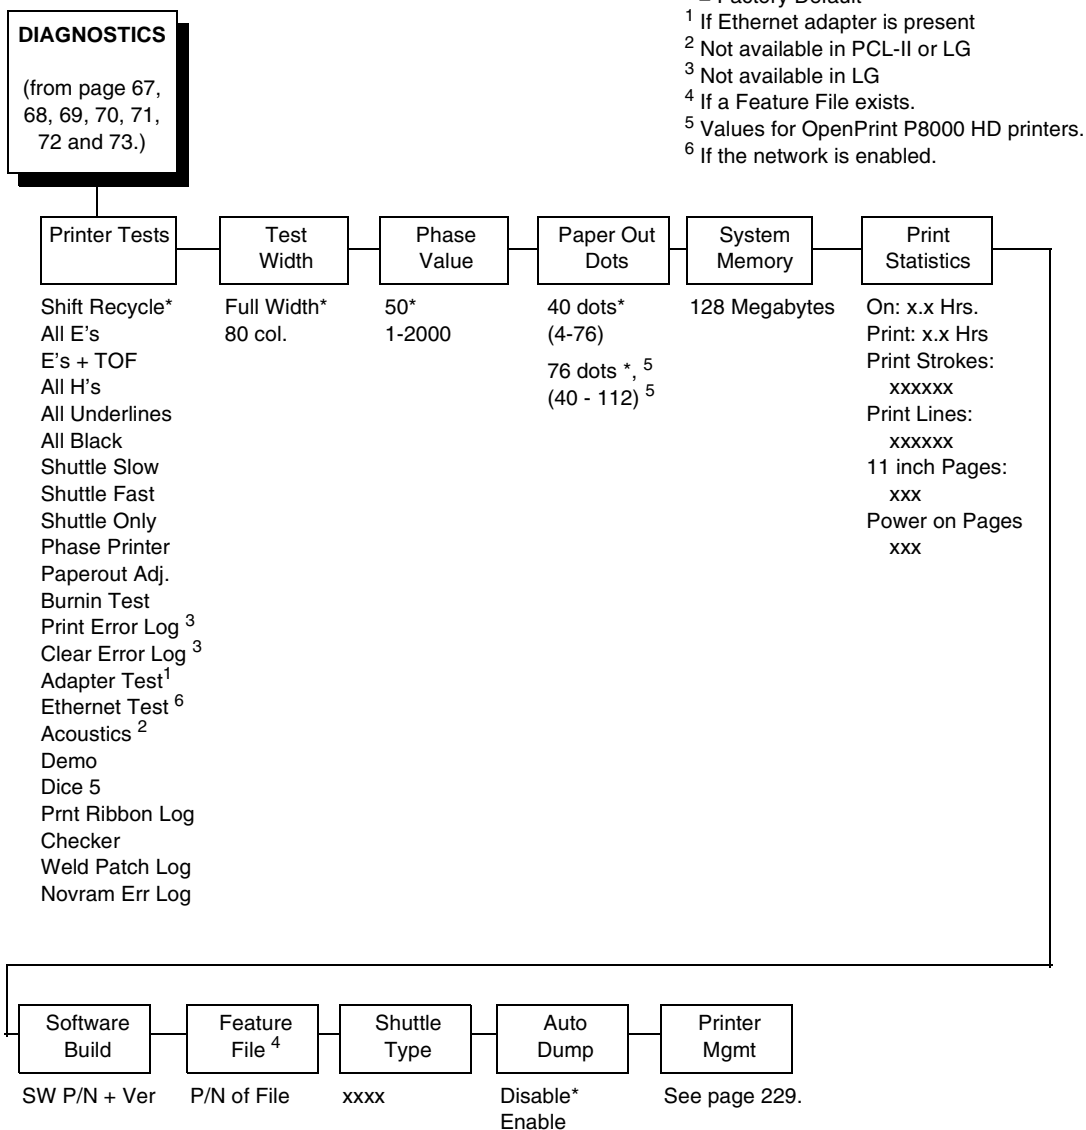 = Factory Default
1 If Ethernet adapter is present
2 Not available in PCL-II or LG
3 Not available in LG
4 If a Feature File exists.
5 Values for OpenPrint P8000 HD printers.
6 If the network is enabled.
DIAGNOSTICS
(from page 67,
68, 69, 70, 71,
72 and 73.)
Printer Tests
Shift Recycle*
All E's
E's + TOF
All H's
All Underlines
All Black
Shuttle Slow
Shuttle Fast
Shuttle Only
Phase Printer
Paperout Adj.
Burnin Test
Print Error Log 3
Clear Error Log 3
Adapter Test1
Ethernet Test 6
Acoustics 2
Demo
Dice 5
Prnt Ribbon Log
Checker
Weld Patch Log
Novram Err Log
Test
Width
Full Width*
80 col.
Phase
Value
50*
1-2000
Paper Out
Dots
40 dots*
(4-76)
76 dots *, 5
(40 - 112) 5
System
Memory
128 Megabytes
Print
Statistics
On: x.x Hrs.
Print: x.x Hrs
Print Strokes:
xxxxxx
Print Lines:
xxxxxx
11 inch Pages:
xxx
Power on Pages
xxx
Software
Build
SW P/N + Ver
Feature
File 4
P/N of File
Shuttle
Type
xxxx
Auto
Dump
Disable*
Enable
Printer
Mgmt
See page 229.